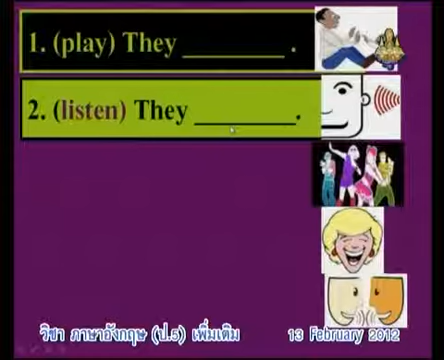 1. (play) They ________ .
2. (listen) They ________.
วิชา ภาษาอังกฤษ (ป.5) เพิ่มเติม 13 February 2012